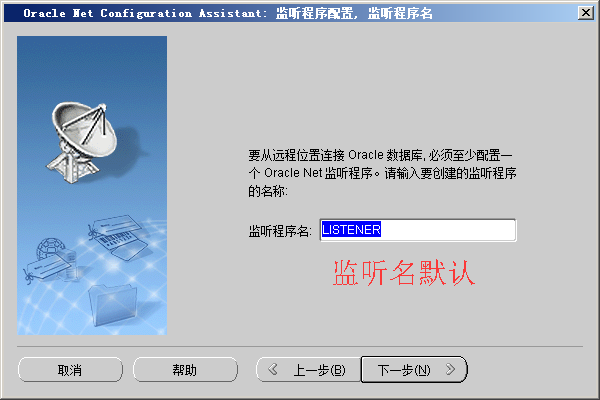 Oracle Net Configuration Assistant: 监听程序配置, 监听程序名
要从远程位置连接 Oracle 数据库, 必须至少配置一
个 Oracle Net 监听程序。请输入要创建的监听程序
的名称:
监听程序名: LISTENER
监听名默认
取消 帮助 上一步(B) 下一步(N)